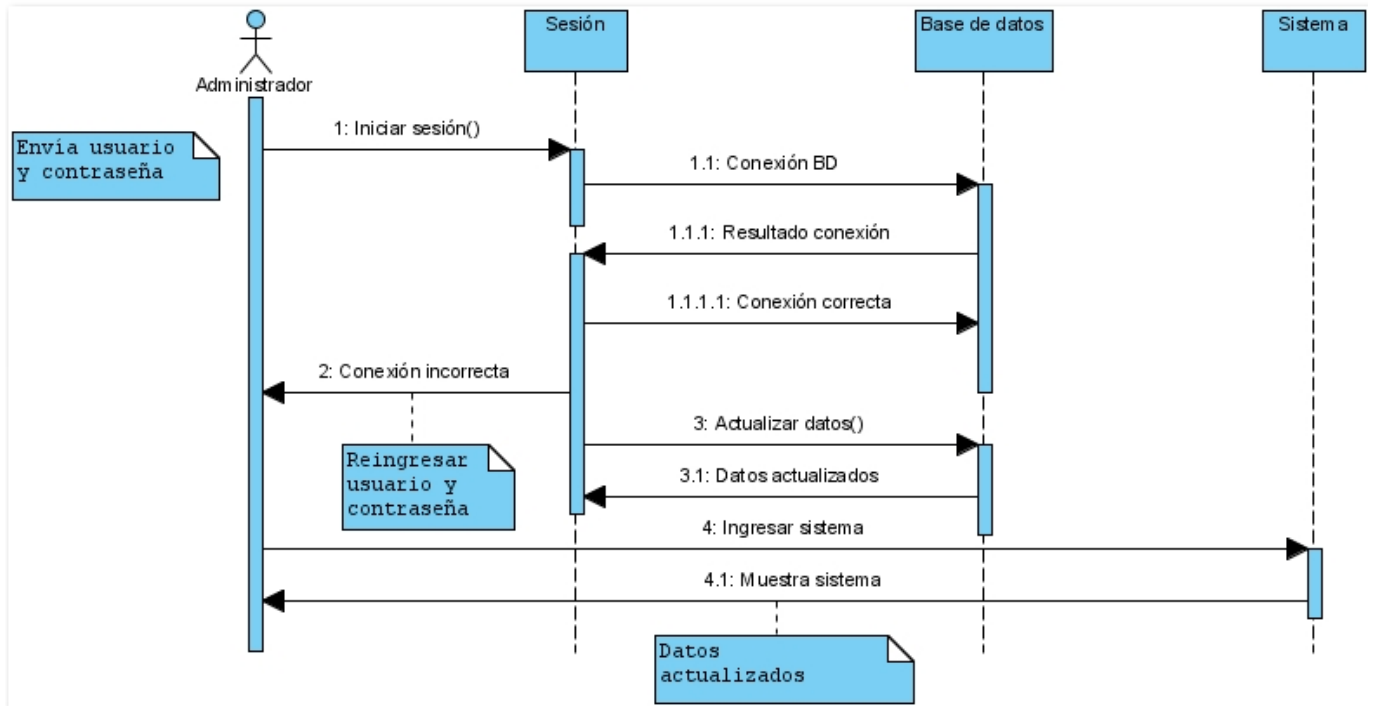 Sesión
Base de datos
Sistema
Administrador
Envía usuario
y contraseña
1: Iniciar sesión()
1.1: Conexión BD
1.1.1: Resultado conexión
1.1.1.1: Conexión correcta
2: Conexión incorrecta
Reingresar
usuario y
contraseña
3: Actualizar datos()
3.1: Datos actualizados
4: Ingresar sistema
4.1: Muestra sistema
Datos
actualizados